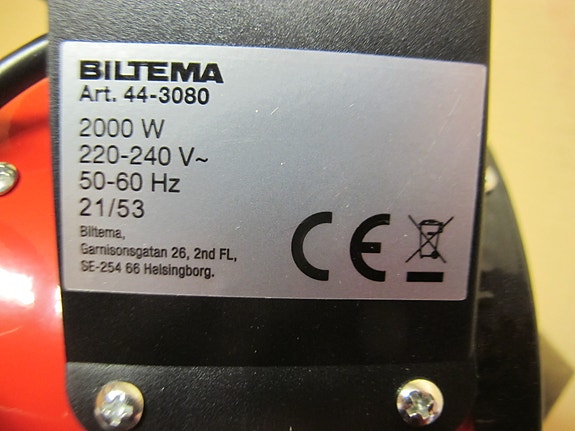 BILTEMA
Art. 44-3080
2000 W
220-240 V~
50-60 Hz
21/53
Biltema,
Garnisonsgatan 26, 2nd FL,
SE-254 66 Helsingborg.
CE